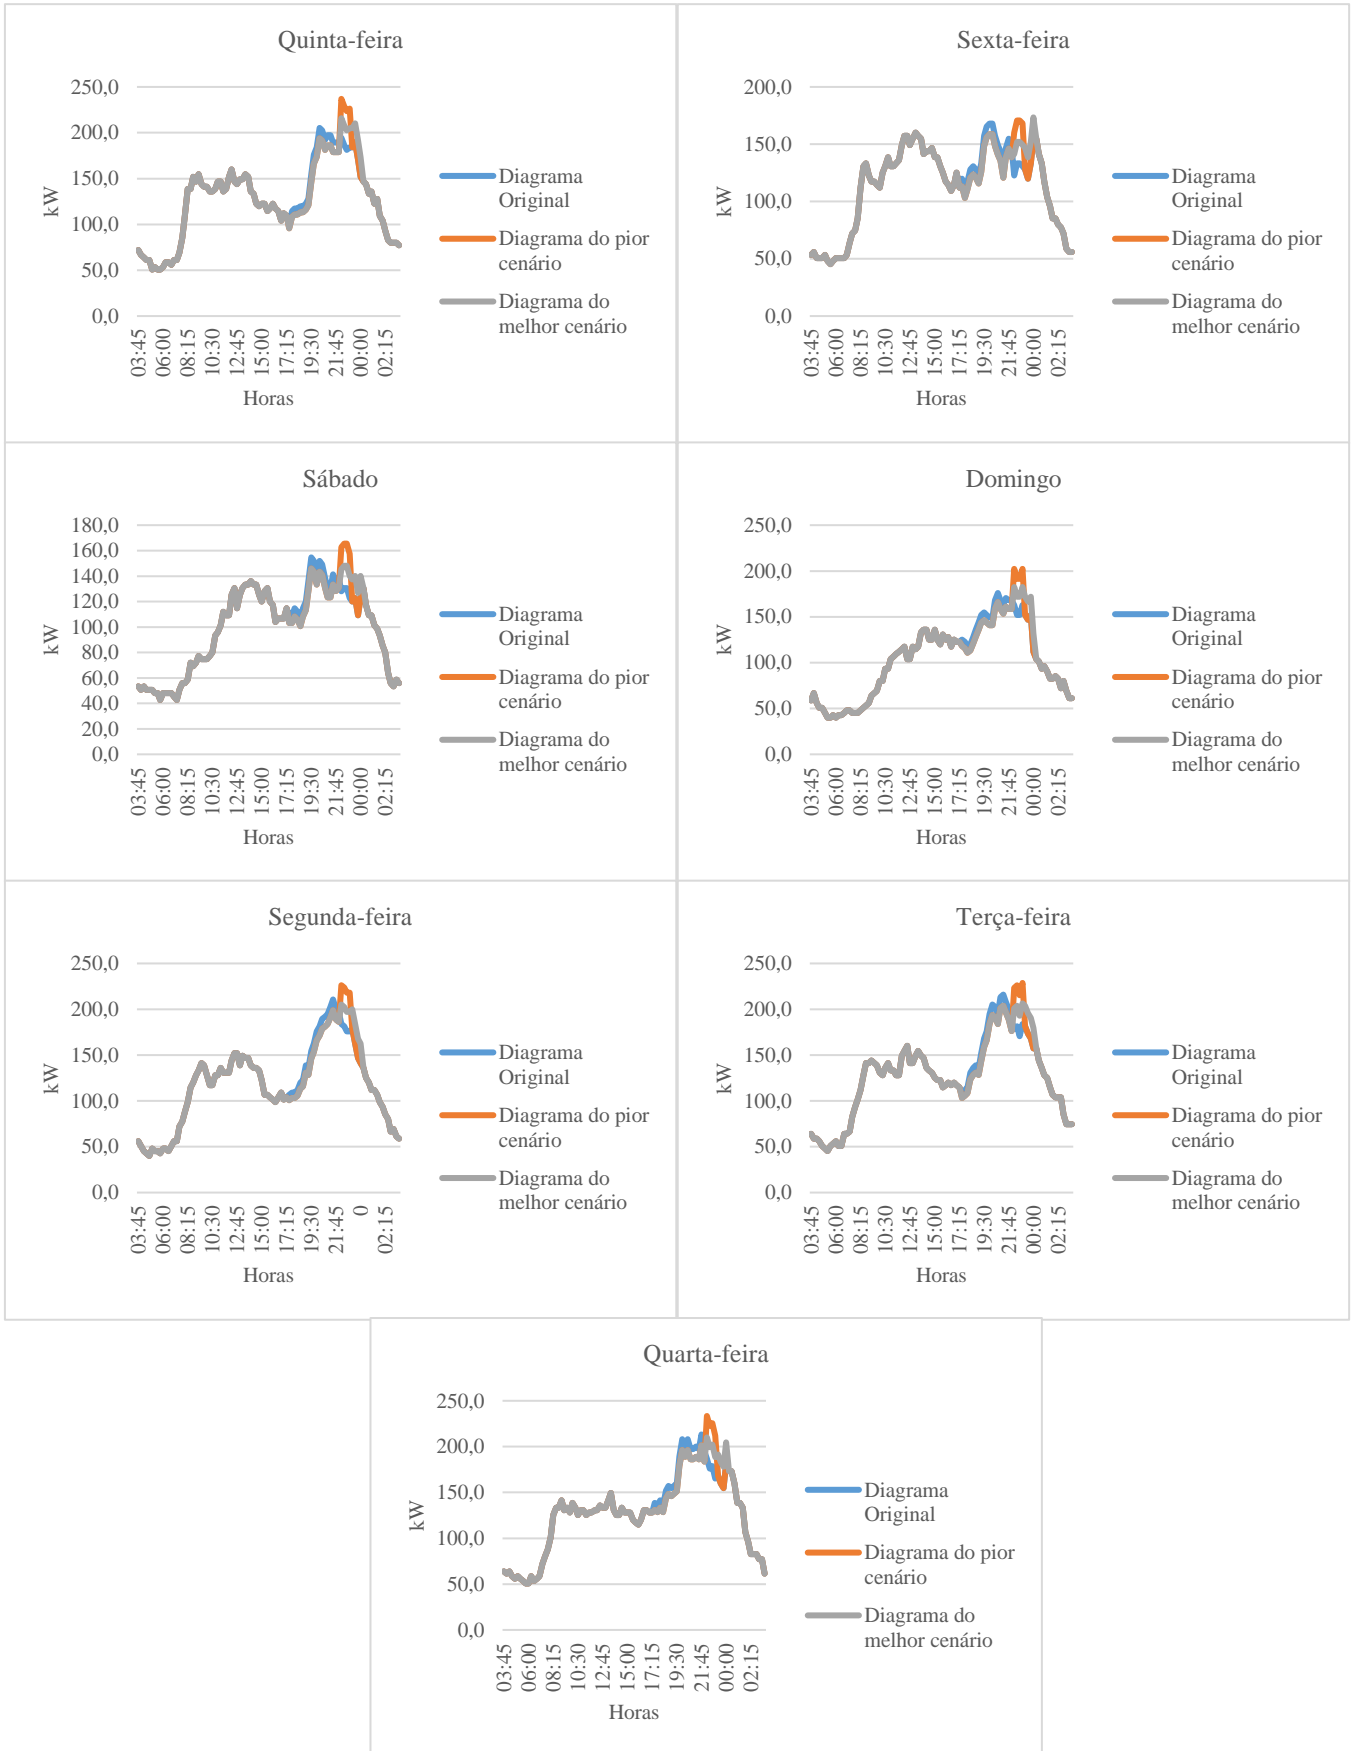 Quinta-feira
250,0
200,0
150,0
100,0
50,0
0,0
kW
03:45
06:00
08:15
10:30
12:45
15:00
17:15
19:30
21:45
00:00
02:15
Horas
Diagrama
Original
Diagrama do pior
cenário
Diagrama do
melhor cenário
Sexta-feira
200,0
150,0
100,0
50,0
0,0
kW
03:45
06:00
08:15
10:30
12:45
15:00
17:15
19:30
21:45
00:00
02:15
Horas
Diagrama
Original
Diagrama do pior
cenário
Diagrama do
melhor cenário
Sábado
180,0
160,0
140,0
120,0
100,0
80,0
60,0
40,0
20,0
0,0
kW
03:45
06:00
08:15
10:30
12:45
15:00
17:15
19:30
21:45
00:00
02:15
Horas
Diagrama
Original
Diagrama do pior
cenário
Diagrama do
melhor cenário
Domingo
250,0
200,0
150,0
100,0
50,0
0,0
kW
03:45
06:00
08:15
10:30
12:45
15:00
17:15
19:30
21:45
00:00
02:15
Horas
Diagrama
Original
Diagrama do pior
cenário
Diagrama do
melhor cenário
Segunda-feira
250,0
200,0
150,0
100,0
50,0
0,0
kW
03:45
06:00
08:15
10:30
12:45
15:00
17:15
19:30
21:45
0
02:15
Horas
Diagrama
Original
Diagrama do pior
cenário
Diagrama do
melhor cenário
Terça-feira
250,0
200,0
150,0
100,0
50,0
0,0
kW
03:45
06:00
08:15
10:30
12:45
15:00
17:15
19:30
21:45
00:00
02:15
Horas
Diagrama
Original
Diagrama do pior
cenário
Diagrama do
melhor cenário
Quarta-feira
250,0
200,0
150,0
100,0
50,0
0,0
kW
03:45
06:00
08:15
10:30
12:45
15:00
17:15
19:30
21:45
00:00
02:15
Horas
Diagrama
Original
Diagrama do pior
cenário
Diagrama do
melhor cenário